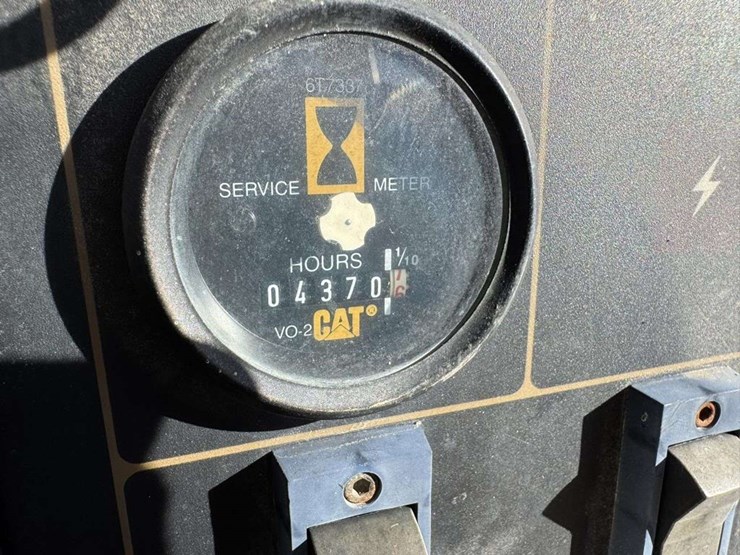 6T7337
SERVICE METER
HOURS 1/10
04370
VO-2 CAT®